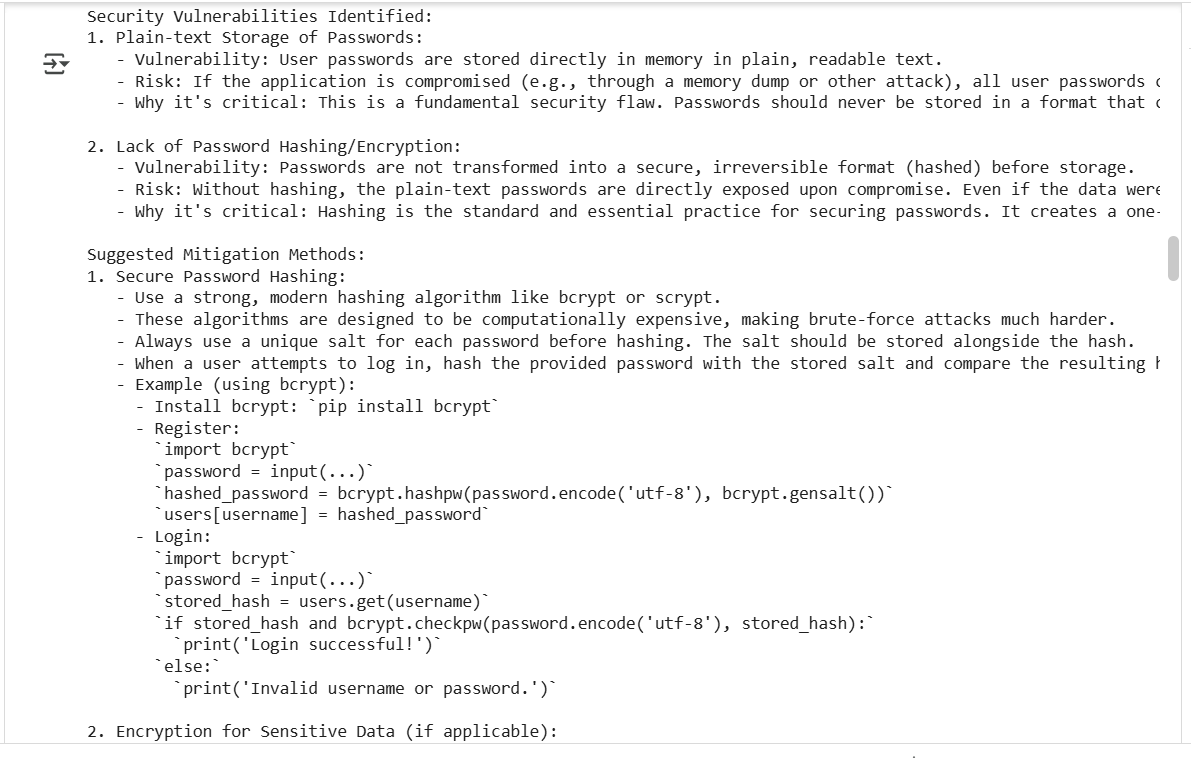 Security Vulnerabilities Identified:
1. Plain-text Storage of Passwords:
- Vulnerability: User passwords are stored directly in memory in plain, readable text.
- Risk: If the application is compromised (e.g., through a memory dump or other attack), all user passwords
- Why it's critical: This is a fundamental security flaw. Passwords should never be stored in a format that
2. Lack of Password Hashing/Encryption:
- Vulnerability: Passwords are not transformed into a secure, irreversible format (hashed) before storage.
- Risk: Without hashing, the plain-text passwords are directly exposed upon compromise. Even if the data were
- Why it's critical: Hashing is the standard and essential practice for securing passwords. It creates a one-
Suggested Mitigation Methods:
1. Secure Password Hashing:
- Use a strong, modern hashing algorithm like bcrypt or scrypt.
- These algorithms are designed to be computationally expensive, making brute-force attacks much harder.
- Always use a unique salt for each password before hashing. The salt should be stored alongside the hash.
- When a user attempts to log in, hash the provided password with the stored salt and compare the resulting
- Example (using bcrypt):
- Install bcrypt: `pip install bcrypt`
- Register:
`import bcrypt`
`password = input(...)`
`hashed_password = bcrypt.hashpw(password.encode('utf-8'), bcrypt.gensalt())`
`users[username] = hashed_password`
- Login:
`import bcrypt`
`password = input(...)`
`stored_hash = users.get(username)`
`if stored_hash and bcrypt.checkpw(password.encode('utf-8'), stored_hash):`
`print('Login successful!')`
`else:`
`print('Invalid username or password.')`
2. Encryption for Sensitive Data (if applicable):